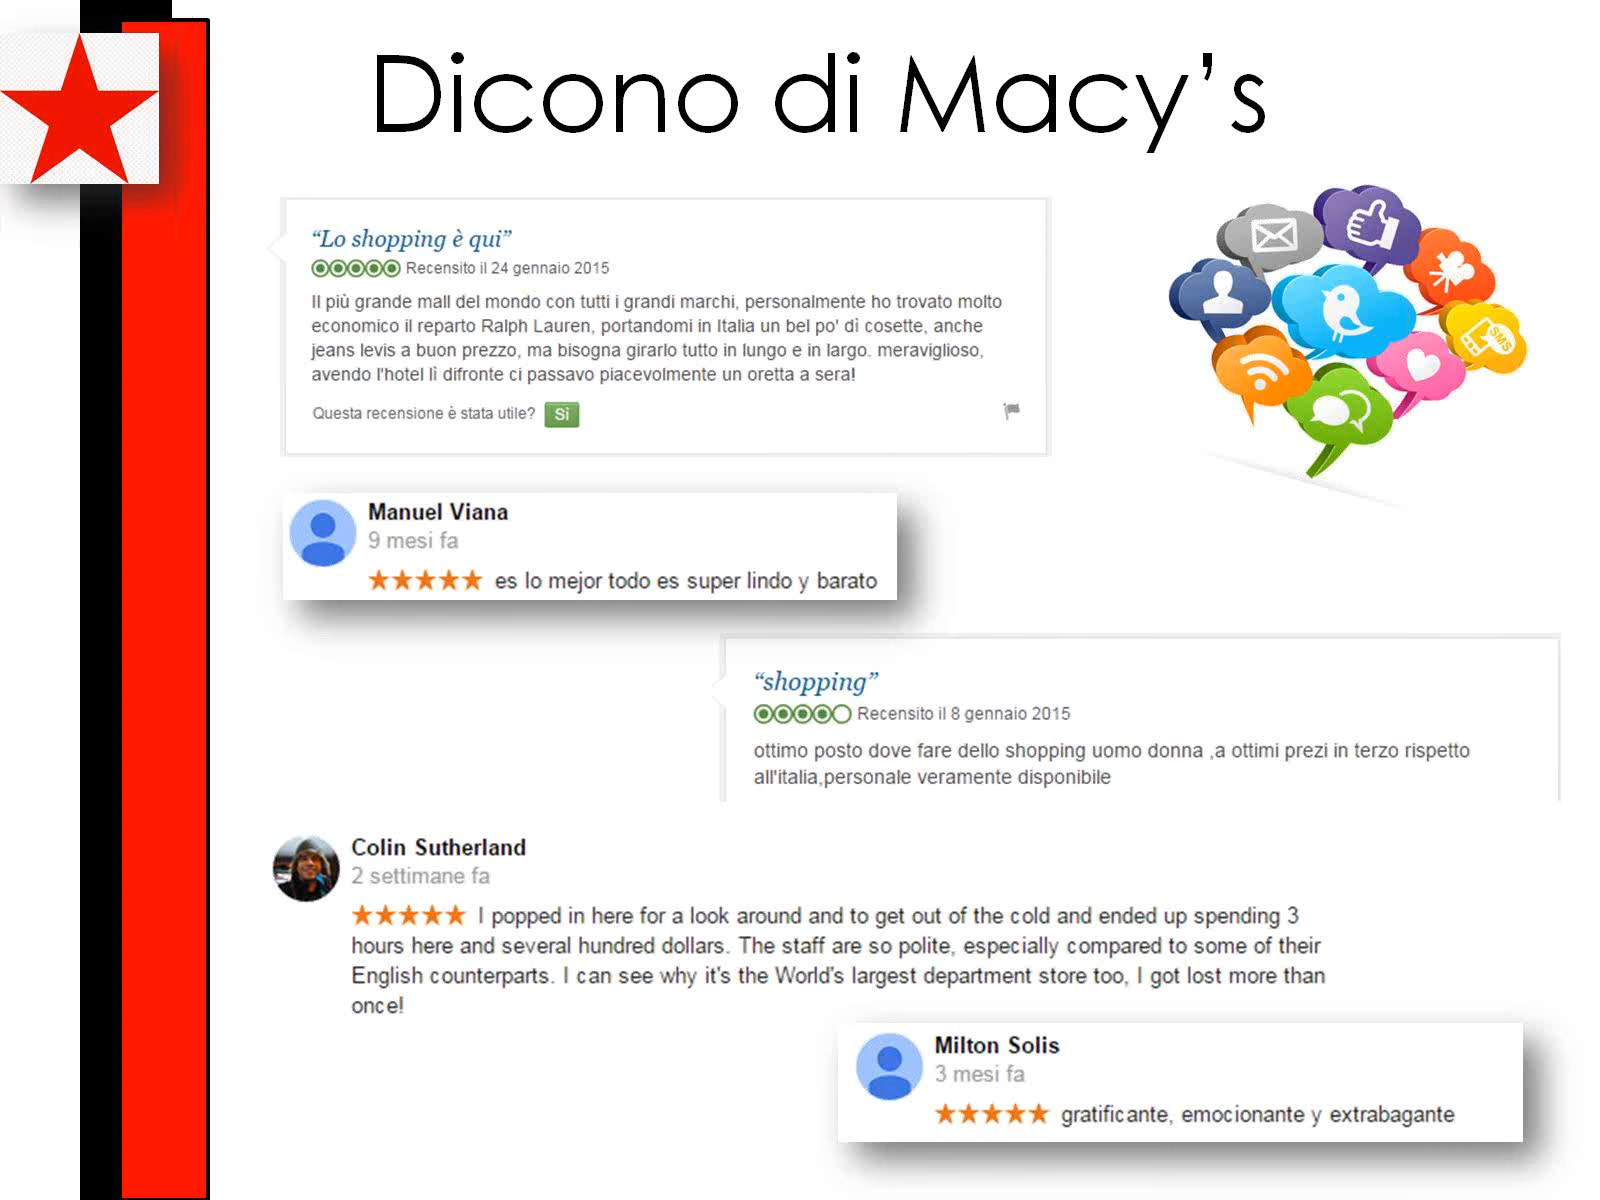 Dicono di Macy's
“Lo shopping è qui”
Recensito il 24 gennaio 2015
Il più grande mall del mondo con tutti i grandi marchi, personalmente ho trovato molto
economico il reparto Ralph Lauren, portandomi in Italia un bel po' di cosette, anche
jeans levis a buon prezzo, ma bisogna girarlo tutto in lungo e in largo. meraviglioso,
avendo l'hotel lì difronte ci passavo piacevolmente un oretta a sera!
Questa recensione è stata utile? Sì
SMS
Manuel Viana
9 mesi fa
es lo mejor todo es super lindo y barato
“shopping”
Recensito il 8 gennaio 2015
ottimo posto dove fare dello shopping uomo donna ,a ottimi prezi in terzo rispetto
all'italia,personale veramente disponibile
Colin Sutherland
2 settimane fa
I popped in here for a look around and to get out of the cold and ended up spending 3
hours here and several hundred dollars. The staff are so polite, especially compared to some of their
English counterparts. I can see why it's the World's largest department store too, I got lost more than
once!
Milton Solis
3 mesi fa
gratificante, emocionante y extrabagante